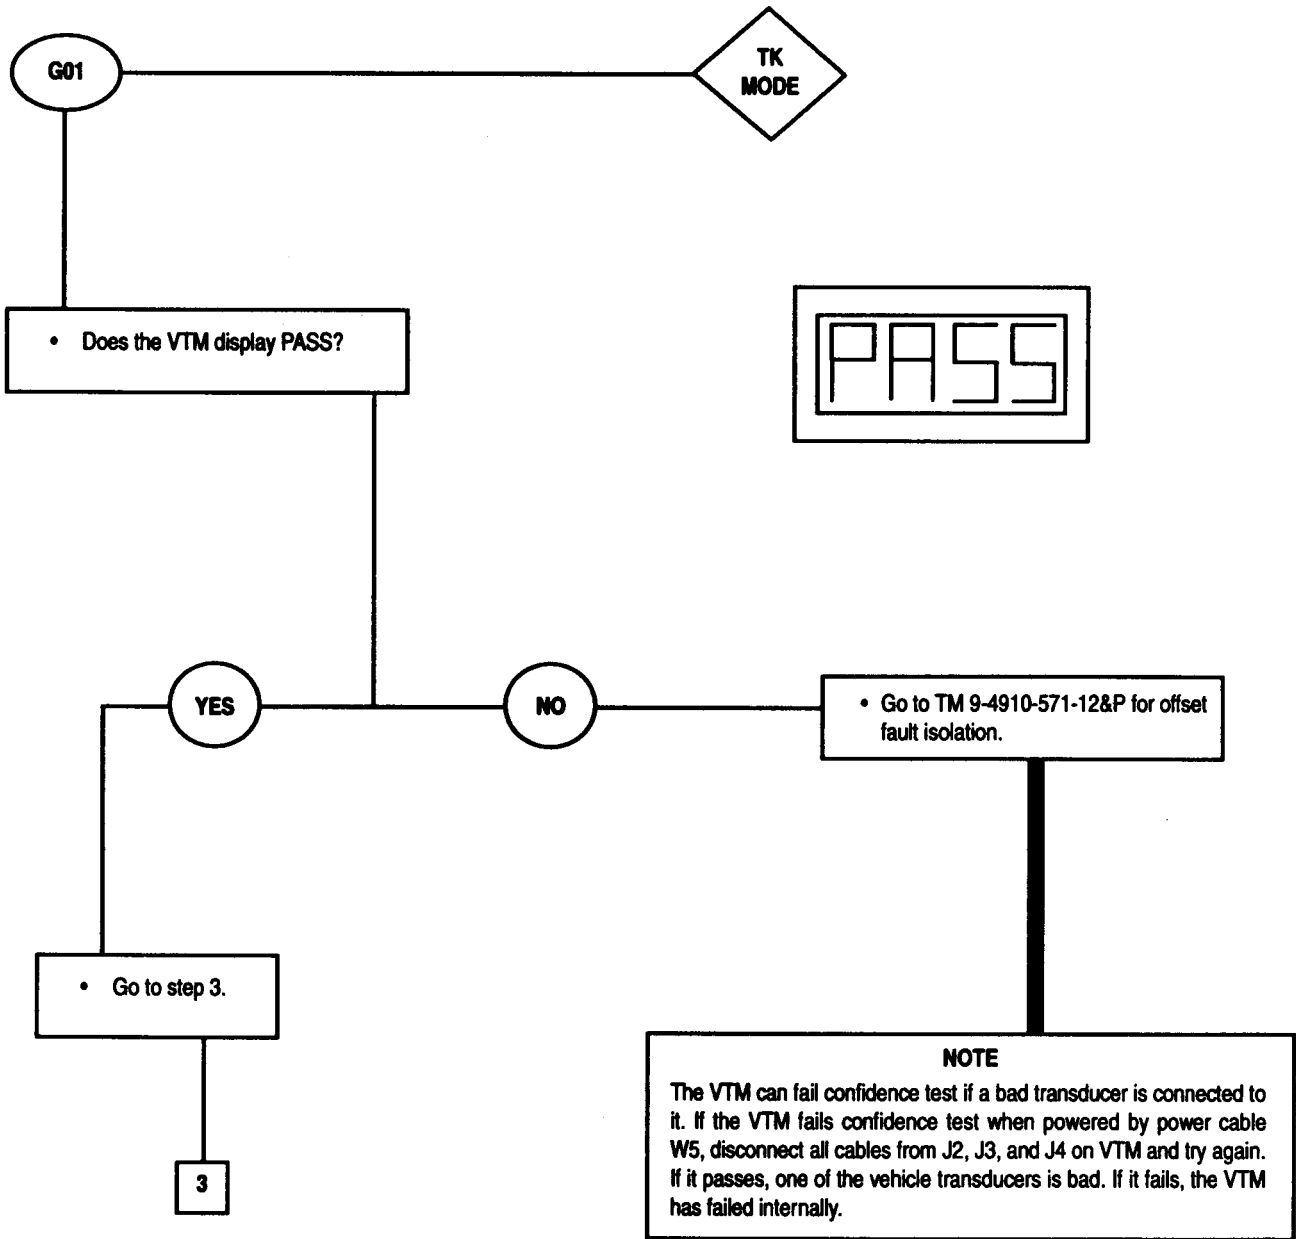 G01
TK
MODE
• Does the VTM display PASS?
PASS
YES
NO
• Go to TM 9-4910-571-12&P for offset
fault isolation.
• Go to step 3.
3
NOTE
The VTM can fail confidence test if a bad transducer is connected to
it. If the VTM fails confidence test when powered by power cable
W5, disconnect all cables from J2, J3, and J4 on VTM and try again.
If it passes, one of the vehicle transducers is bad. If it fails, the VTM
has failed internally.